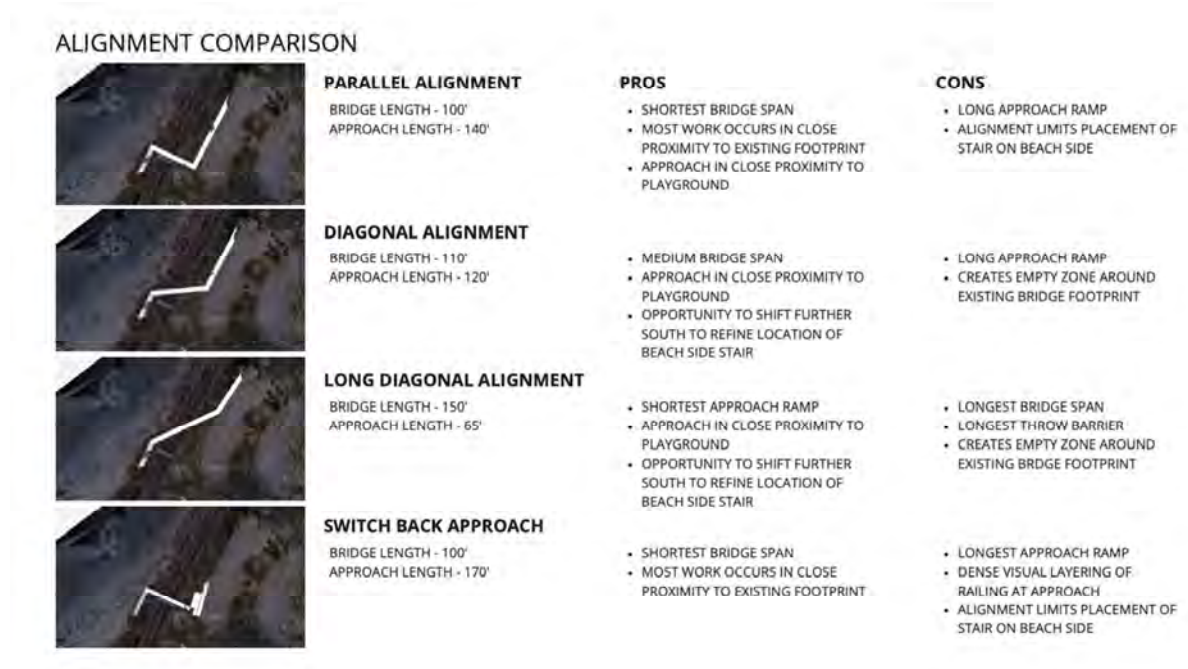 ALIGNMENT COMPARISON
PARALLEL ALIGNMENT
BRIDGE LENGTH - 100'
APPROACH LENGTH - 140'
PROS
• SHORTEST BRIDGE SPAN
• MOST WORK OCCURS IN CLOSE
PROXIMITY TO EXISTING FOOTPRINT
• APPROACH IN CLOSE PROXIMITY TO
PLAYGROUND
CONS
• LONG APPROACH RAMP
• ALIGNMENT LIMITS PLACEMENT OF
STAIR ON BEACH SIDE
DIAGONAL ALIGNMENT
BRIDGE LENGTH - 110'
APPROACH LENGTH - 120'
• MEDIUM BRIDGE SPAN
• APPROACH IN CLOSE PROXIMITY TO
PLAYGROUND
• OPPORTUNITY TO SHIFT FURTHER
SOUTH TO REFINE LOCATION OF
BEACH SIDE STAIR
• LONG APPROACH RAMP
• CREATES EMPTY ZONE AROUND
EXISTING BRIDGE FOOTPRINT
LONG DIAGONAL ALIGNMENT
BRIDGE LENGTH - 150'
APPROACH LENGTH - 65'
• SHORTEST APPROACH RAMP
• APPROACH IN CLOSE PROXIMITY TO
PLAYGROUND
• OPPORTUNITY TO SHIFT FURTHER
SOUTH TO REFINE LOCATION OF
BEACH SIDE STAIR
• LONGEST BRIDGE SPAN
• LONGEST THROW BARRIER
• CREATES EMPTY ZONE AROUND
EXISTING BRDGE FOOTPRINT
SWITCH BACK APPROACH
BRIDGE LENGTH - 100'
APPROACH LENGTH - 170'
• SHORTEST BRIDGE SPAN
• MOST WORK OCCURS IN CLOSE
PROXIMITY TO EXISTING FOOTPRINT
• LONGEST APPROACH RAMP
• DENSE VISUAL LAYERING OF
RAILING AT APPROACH
• ALIGNMENT LIMITS PLACEMENT OF
STAIR ON BEACH SIDE